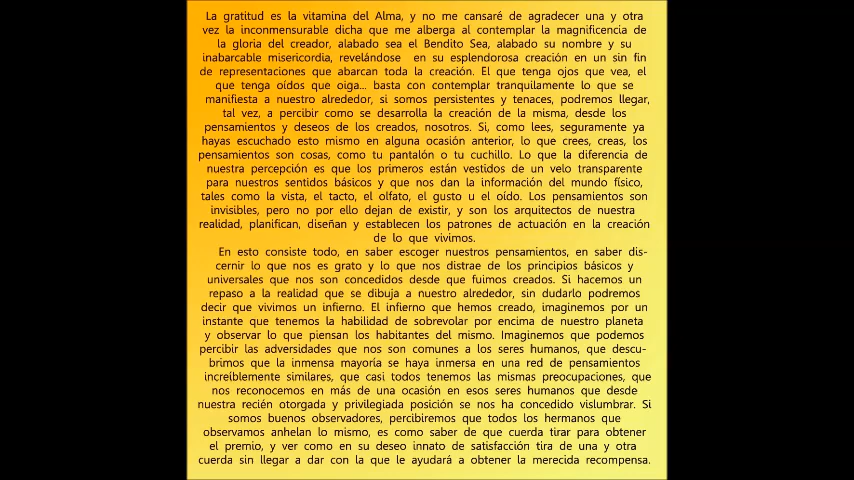 La gratitud es la vitamina del Alma, y no me cansaré de agradecer una y otra
vez la inconmensurable dicha que me alberga al contemplar la magnificencia de
la gloria del creador, alabado sea el Bendito Sea, alabado su nombre y su
inabarcable misericordia, revelándose en su esplendorosa creación en un sin fin
de representaciones que abarcan toda la creación. El que tenga ojos que vea, el
que tenga oídos que oiga... basta con contemplar tranquilamente lo que se
manifiesta a nuestro alrededor, si somos persistentes y tenaces, podremos llegar,
tal vez, a percibir como se desarrolla la creación de la misma, desde los
pensamientos y deseos de los creados, nosotros. Si, como lees, seguramente ya
hayas escuchado esto mismo en alguna ocasión anterior, lo que crees, creas, los
pensamientos son cosas, como tu pantalón o tu cuchillo. Lo que la diferencia de
nuestra percepción es que los primeros están vestidos de un velo transparente
para nuestros sentidos básicos y que nos dan la información del mundo físico,
tales como la vista, el tacto, el olfato, el gusto u el oído. Los pensamientos son
invisibles, pero no por ello dejan de existir, y son los arquitectos de nuestra
realidad, planifican, diseñan y establecen los patrones de actuación en la creación
de lo que vivimos.
En esto consiste todo, en saber escoger nuestros pensamientos, en saber dis-
cernir lo que nos es grato y lo que nos distrae de los principios básicos y
universales que nos son concedidos desde que fuimos creados. Si hacemos un
repaso a la realidad que se dibuja a nuestro alrededor, sin dudarlo podremos
decir que vivimos un infierno. El infierno que hemos creado, imaginemos por un
instante que tenemos la habilidad de sobrevolar por encima de nuestro planeta
y observar lo que piensan los habitantes del mismo. Imaginemos que podemos
percibir las adversidades que nos son comunes a los seres humanos, que descu-
brimos que la inmensa mayoría se haya inmersa en una red de pensamientos
increíblemente similares, que casi todos tenemos las mismas preocupaciones, que
nos reconocemos en más de una ocasión en esos seres humanos que desde
nuestra recién otorgada y privilegiada posición se nos ha concedido vislumbrar. Si
somos buenos observadores, percibiremos que todos los hermanos que
observamos anhelan lo mismo, es como saber de que cuerda tirar para obtener
el premio, y ver como en su deseo innato de satisfacción tira de una y otra
cuerda sin llegar a dar con la que le ayudará a obtener la merecida recompensa.